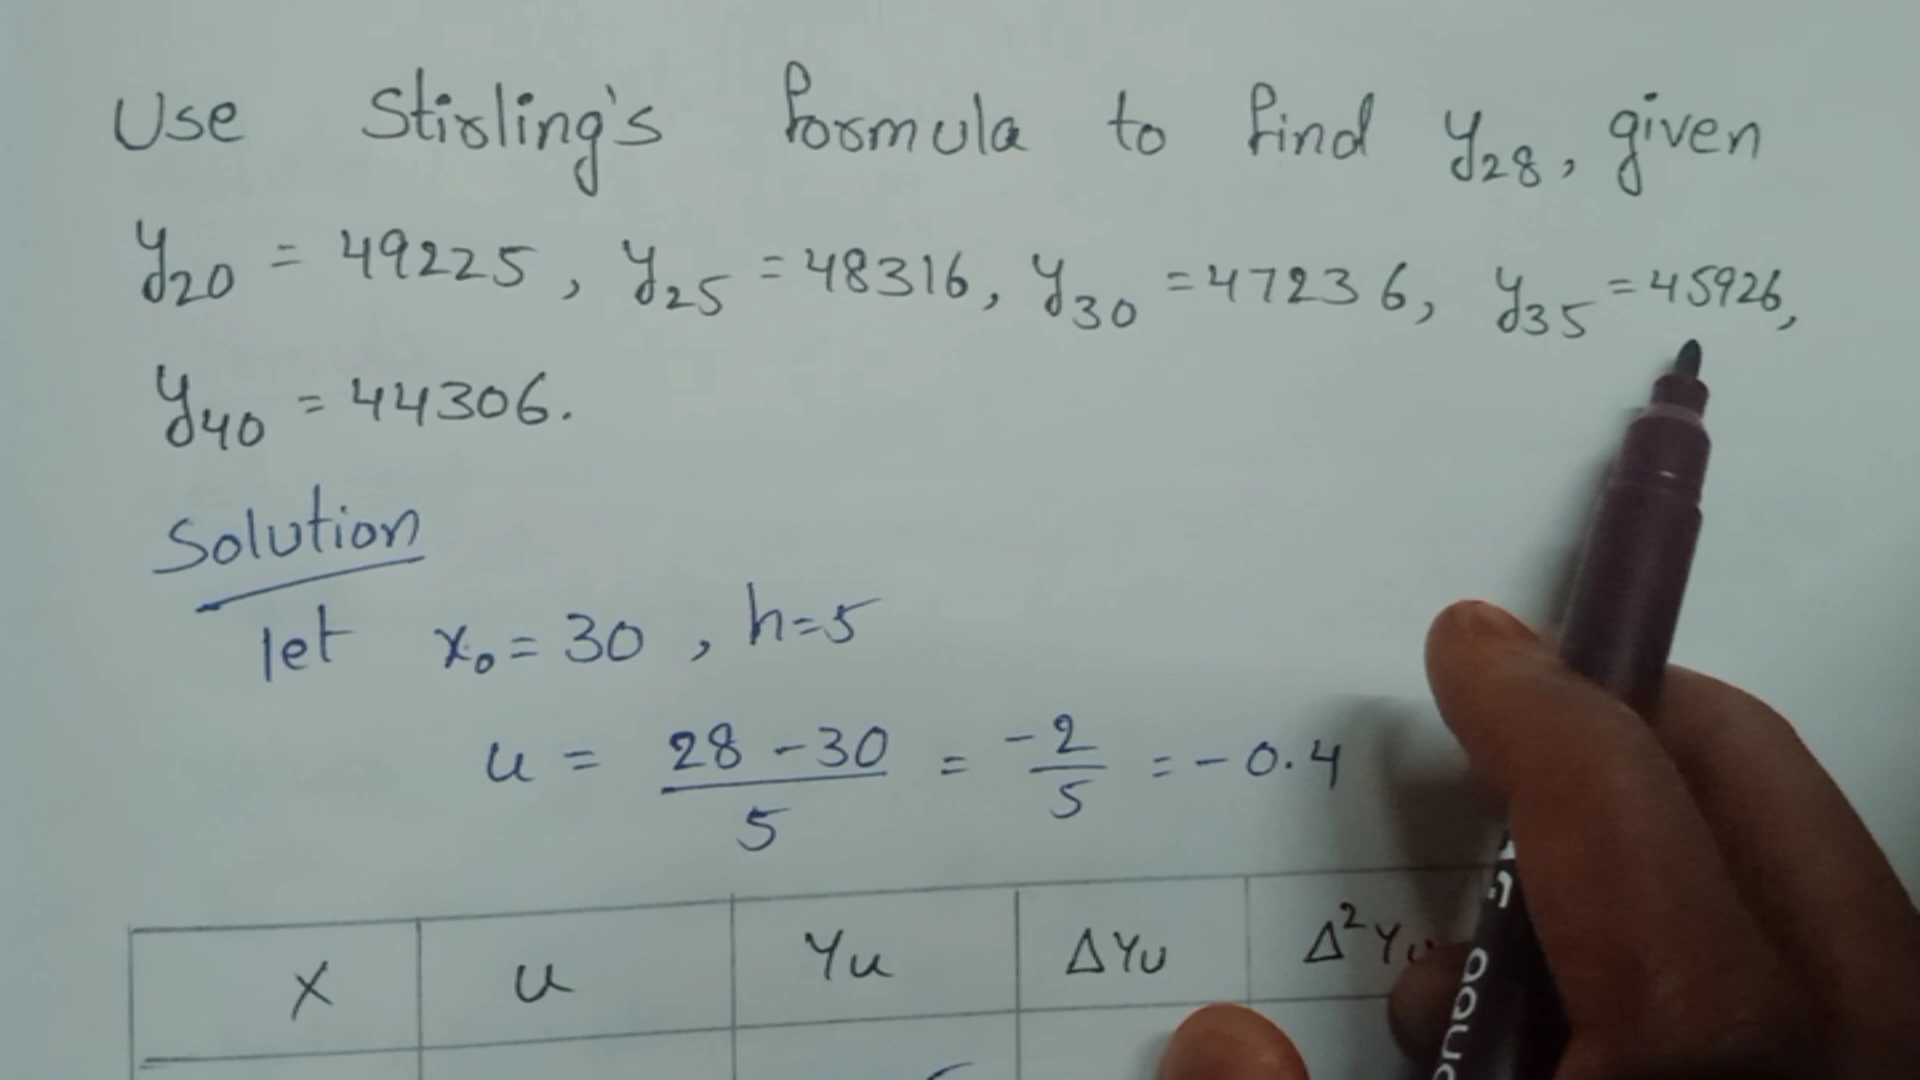 Use Stirling's formula to find y₂₈, given
y₂₀ = 49225, y₂₅ = 48316, y₃₀ = 47236, y₃₅ = 45926,
y₄₀ = 44306.
Solution
let x₀ = 30, h=5
u = (28 - 30)/5 = -2/5 = -0.4
x u Yu ΔYu Δ²Yu